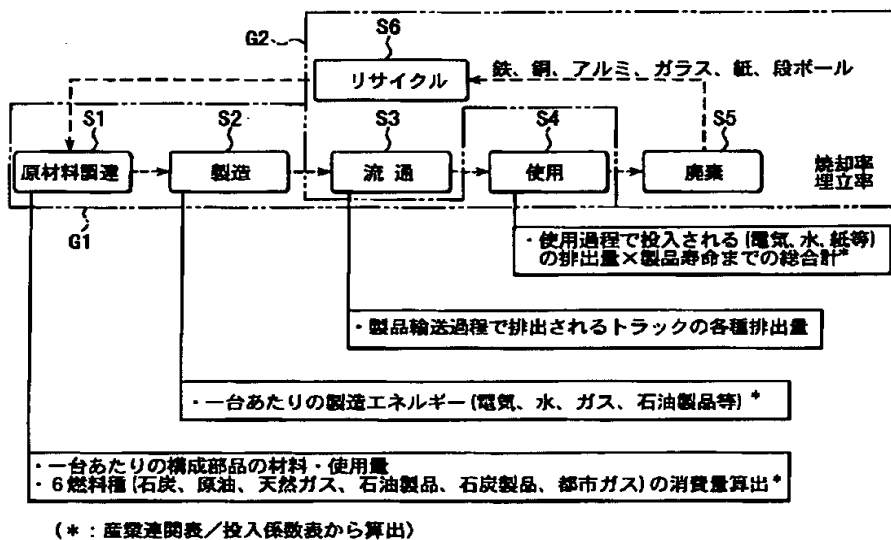 G2
S6
リサイクル
鉄、銅、アルミ、ガラス、紙、段ボール
S1
S2
S3
S4
S5
原材料調達
製造
流 通
使用
廃棄
焼却率
埋立率
G1
・使用過程で投入される(電気、水、紙等)
の排出量×製品寿命までの総合計*
・製品輸送過程で排出されるトラックの各種排出量
・一台あたりの製造エネルギー(電気、水、ガス、石油製品等)*
・一台あたりの構成部品の材料・使用量
・6燃料種(石炭、原油、天然ガス、石油製品、石炭製品、都市ガス)の消費量算出*
(*:産業連関表/投入係数表から算出)